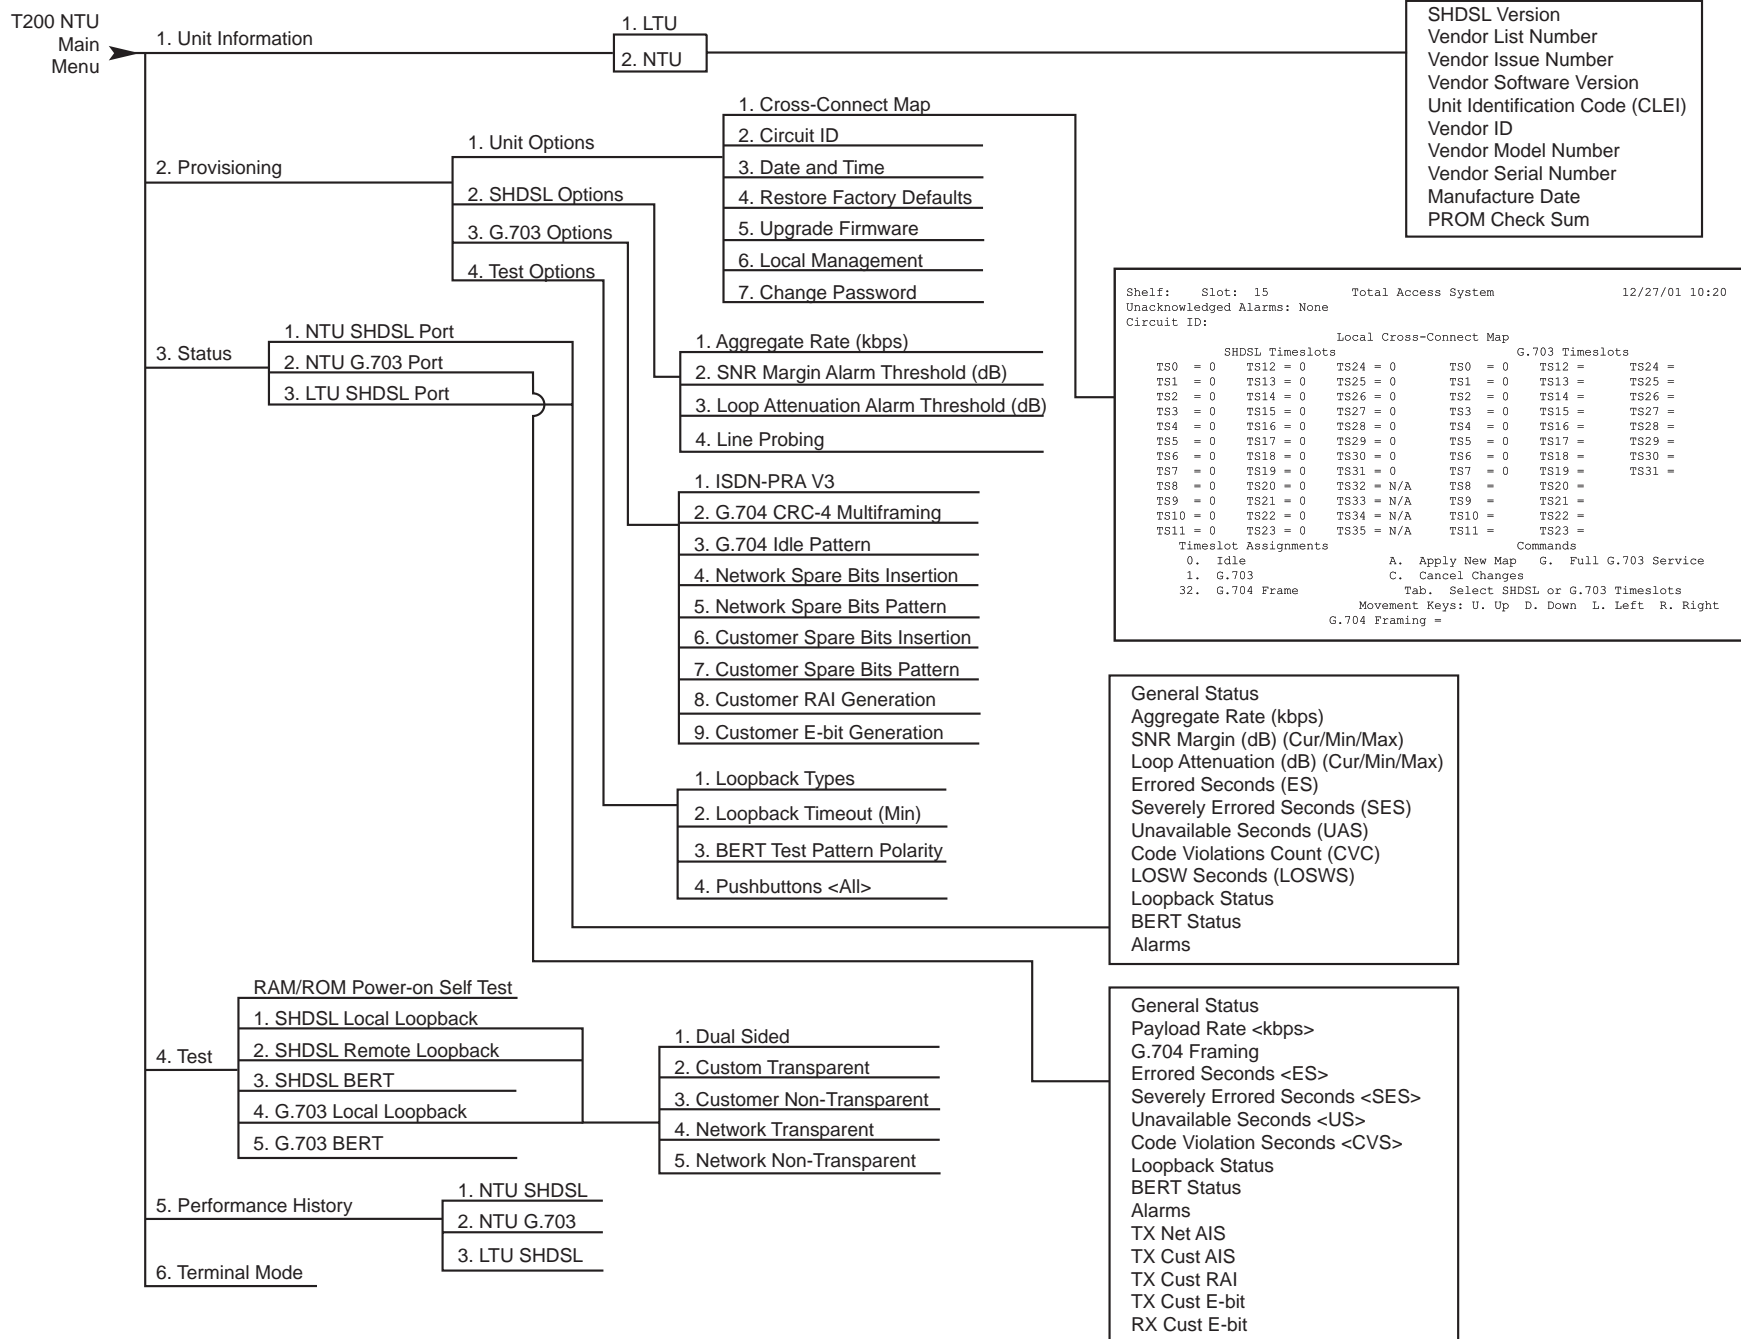 T200 NTU
Main
Menu
1. Unit Information
1. LTU
2. NTU
SHDSL Version
Vendor List Number
Vendor Issue Number
Vendor Software Version
Unit Identification Code (CLEI)
Vendor ID
Vendor Model Number
Vendor Serial Number
Manufacture Date
PROM Check Sum
2. Provisioning
1. Unit Options
2. SHDSL Options
3. G.703 Options
4. Test Options
1. Cross-Connect Map
2. Circuit ID
3. Date and Time
4. Restore Factory Defaults
5. Upgrade Firmware
6. Local Management
7. Change Password
Shelf: Slot: 15 Total Access System 12/27/01 10:20
Unacknowledged Alarms: None
Circuit ID:
Local Cross-Connect Map
SHDSL Timeslots G.703 Timeslots
TS0 = 0 TS12 = 0 TS24 = 0 TS0 = 0 TS12 = TS24 =
TS1 = 0 TS13 = 0 TS25 = 0 TS1 = 0 TS13 = TS25 =
TS2 = 0 TS14 = 0 TS26 = 0 TS2 = 0 TS14 = TS26 =
TS3 = 0 TS15 = 0 TS27 = 0 TS3 = 0 TS15 = TS27 =
TS4 = 0 TS16 = 0 TS28 = 0 TS4 = 0 TS16 = TS28 =
TS5 = 0 TS17 = 0 TS29 = 0 TS5 = 0 TS17 = TS29 =
TS6 = 0 TS18 = 0 TS30 = 0 TS6 = 0 TS18 = TS30 =
TS7 = 0 TS19 = 0 TS31 = 0 TS7 = 0 TS19 = TS31 =
TS8 = 0 TS20 = 0 TS32 = N/A TS8 = TS20 =
TS9 = 0 TS21 = 0 TS33 = N/A TS9 = TS21 =
TS10 = 0 TS22 = 0 TS34 = N/A TS10 = TS22 =
TS11 = 0 TS23 = 0 TS35 = N/A TS11 = TS23 =
Timeslot Assignments Commands
0. Idle A. Apply New Map G. Full G.703 Service
1. G.703 C. Cancel Changes
32. G.704 Frame Tab. Select SHDSL or G.703 Timeslots
Movement Keys: U. Up D. Down L. Left R. Right
G.704 Framing =
1. Aggregate Rate (kbps)
2. SNR Margin Alarm Threshold (dB)
3. Loop Attenuation Alarm Threshold (dB)
4. Line Probing
1. ISDN-PRA V3
2. G.704 CRC-4 Multiframing
3. G.704 Idle Pattern
4. Network Spare Bits Insertion
5. Network Spare Bits Pattern
6. Customer Spare Bits Insertion
7. Customer Spare Bits Pattern
8. Customer RAI Generation
9. Customer E-bit Generation
1. Loopback Types
2. Loopback Timeout (Min)
3. BERT Test Pattern Polarity
4. Pushbuttons <All>
3. Status
1. NTU SHDSL Port
2. NTU G.703 Port
3. LTU SHDSL Port
General Status
Aggregate Rate (kbps)
SNR Margin (dB) (Cur/Min/Max)
Loop Attenuation (dB) (Cur/Min/Max)
Errored Seconds (ES)
Severely Errored Seconds (SES)
Unavailable Seconds (UAS)
Code Violations Count (CVC)
LOSW Seconds (LOSWS)
Loopback Status
BERT Status
Alarms
General Status
Payload Rate <kbps>
G.704 Framing
Errored Seconds <ES>
Severely Errored Seconds <SES>
Unavailable Seconds <US>
Code Violation Seconds <CVS>
Loopback Status
BERT Status
Alarms
TX Net AIS
TX Cust AIS
TX Cust RAI
TX Cust E-bit
RX Cust E-bit
4. Test
RAM/ROM Power-on Self Test
1. SHDSL Local Loopback
2. SHDSL Remote Loopback
3. SHDSL BERT
4. G.703 Local Loopback
5. G.703 BERT
1. Dual Sided
2. Custom Transparent
3. Customer Non-Transparent
4. Network Transparent
5. Network Non-Transparent
5. Performance History
1. NTU SHDSL
2. NTU G.703
3. LTU SHDSL
6. Terminal Mode